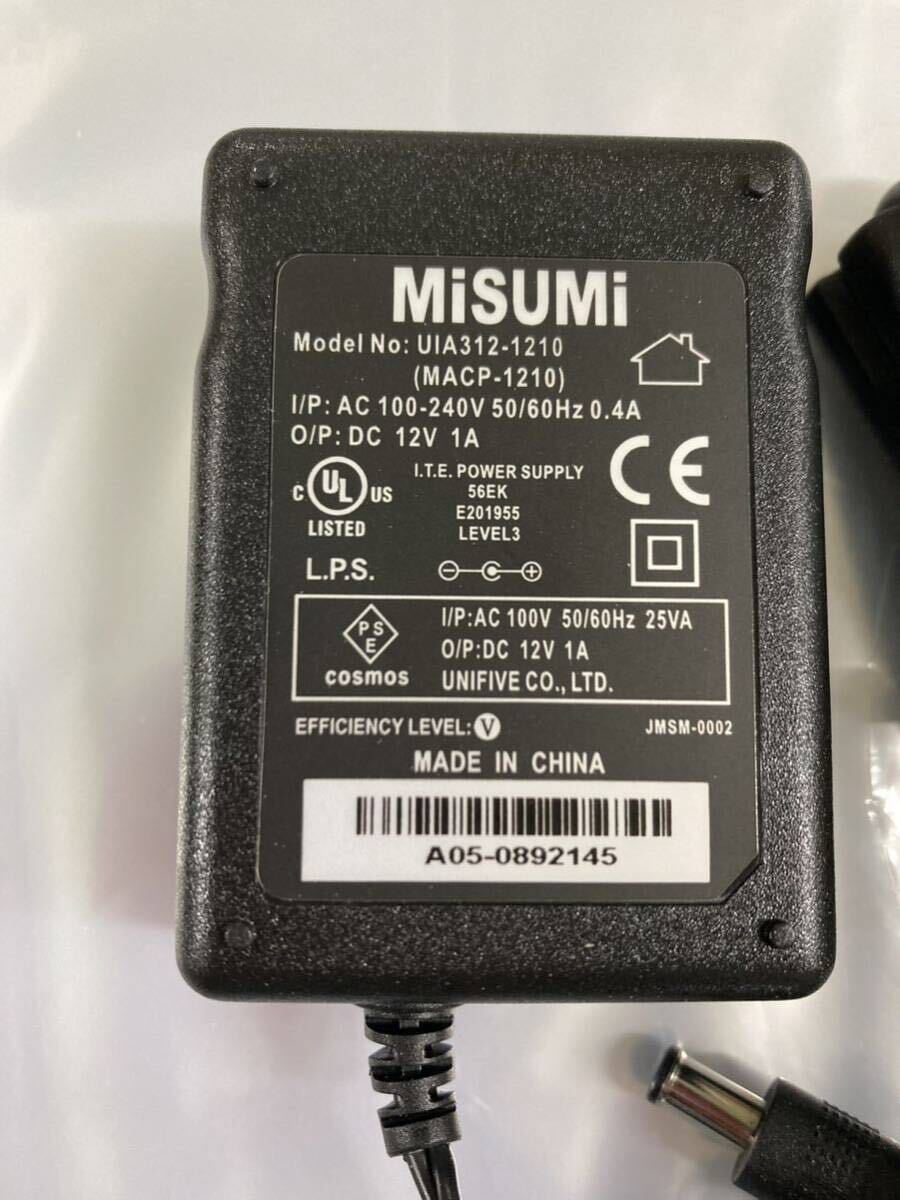 MiSUMi
Model No: UIA312-1210
(MACP-1210)
I/P: AC 100-240V 50/60Hz 0.4A
O/P: DC 12V 1A
C UL US
LISTED
I.T.E. POWER SUPPLY
56EK
E201955
LEVEL3
CE
L.P.S.
PSE
cosmos
I/P:AC 100V 50/60Hz 25VA
O/P:DC 12V 1A
UNIFIVE CO., LTD.
EFFICIENCY LEVEL: V
JMSM-0002
MADE IN CHINA
A05-0892145